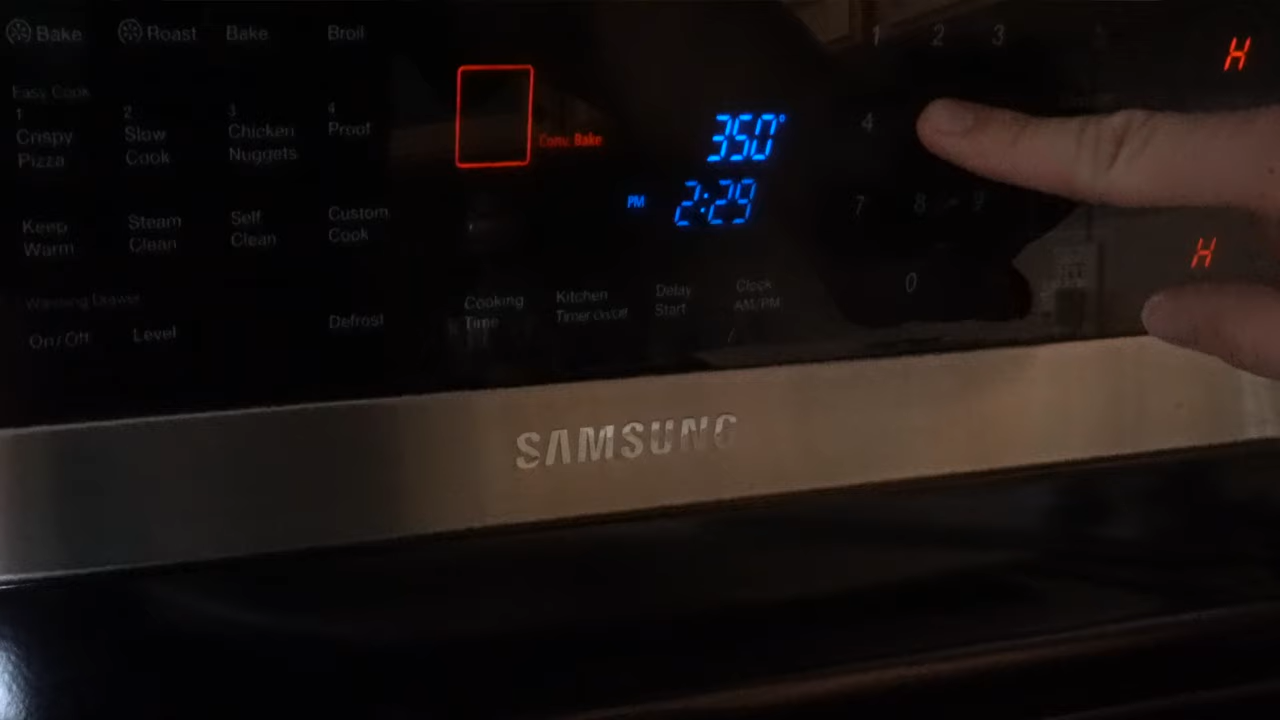 Bake Roast Bake Broil
1 2 3
H
Easy Cook
1 2 3 4
Crispy Slow Chicken Proof
Pizza Cook Nuggets
Conv. Bake
350°
4
PM 2:29
7 8 9
Keep Steam Self Custom
Warm Clean Clean Cook
H
0
Cooking Kitchen Delay Clock
Time Timer On/Off Start AM/PM
Warming Drawer
On/Off Level Defrost
SAMSUNG